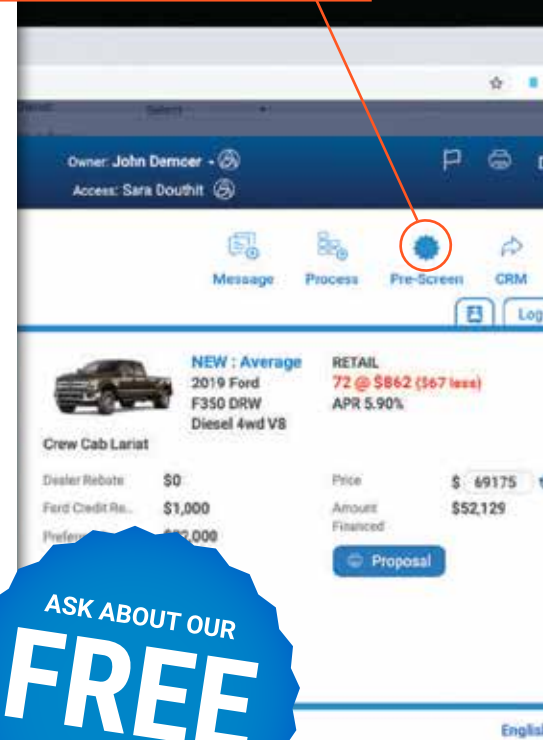 Select
Owner: John Demcer
Access: Sara Douthit
Message Process Pre-Screen CRM
Log
NEW : Average
2019 Ford
F350 DRW
Diesel 4wd V8
Crew Cab Lariat
RETAIL
72 @ $862 ($67 less)
APR 5.90%
Dealer Rebate $0
Ford Credit Re...
$1,000
Price $ 69175
Amount
Financed
$52,129
Proposal
ASK ABOUT OUR
FREE
English